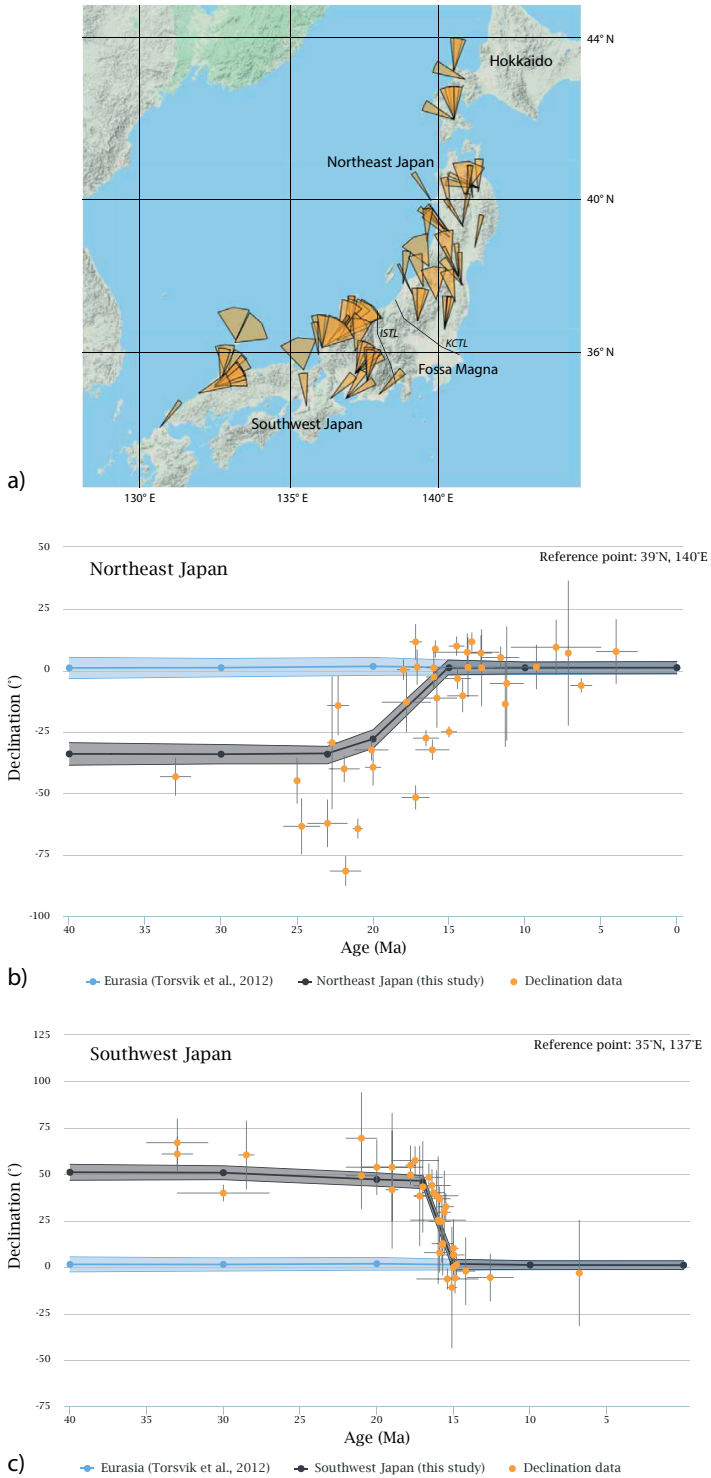 44° N
Hokkaido
Northeast Japan
40° N
ISTL
KCTL
36° N
Fossa Magna
Southwest Japan
a)
130° E
135° E
140° E
50
Northeast Japan
Reference point: 39°N, 140°E
25
0
-25
-50
-75
-100
Declination (°)
40
35
30
25
20
15
10
5
0
Age (Ma)
b)
Eurasia (Torsvik et al., 2012)
Northeast Japan (this study)
Declination data
125
Southwest Japan
Reference point: 35°N, 137°E
100
75
50
25
0
-25
-50
-75
Declination (°)
40
35
30
25
20
15
10
5
Age (Ma)
c)
Eurasia (Torsvik et al., 2012)
Southwest Japan (this study)
Declination data